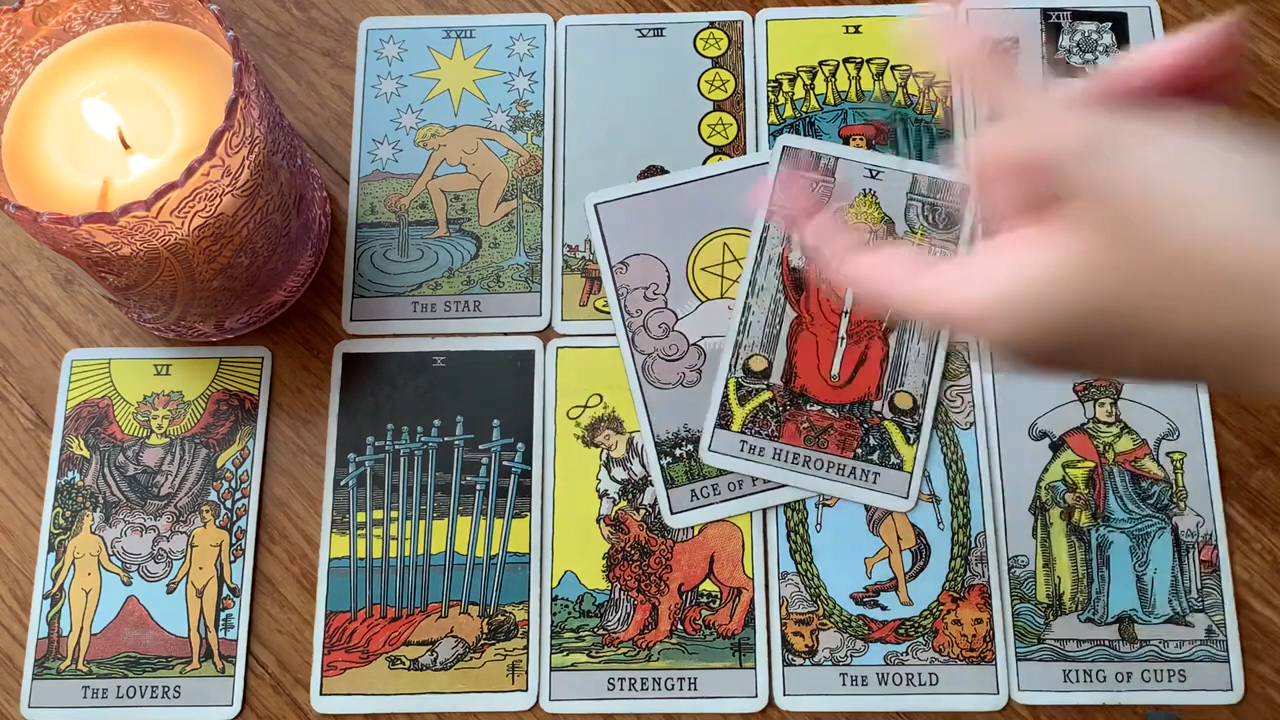 XVII
VIII
IX
XIII
THE STAR
V
ACE OF
THE HIEROPHANT
VI
X
THE LOVERS
STRENGTH
THE WORLD
KING OF CUPS